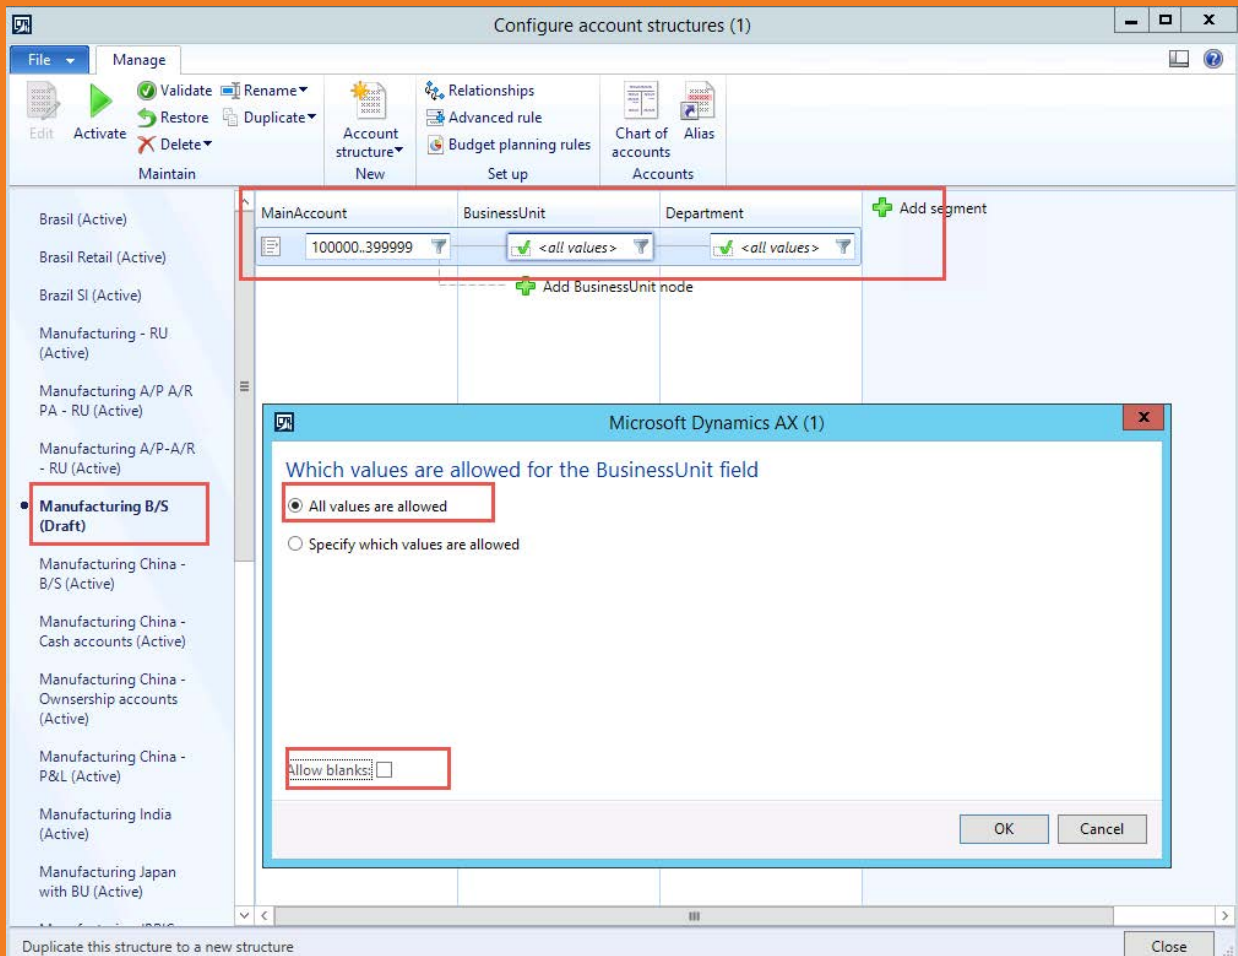 Configure account structures (1)
File
Manage
Edit
Activate
Validate
Restore
Delete
Rename
Duplicate
Maintain
Account
structure
New
Relationships
Advanced rule
Budget planning rules
Set up
Chart of
accounts
Alias
Accounts
Brasil (Active)
Brasil Retail (Active)
Brazil SI (Active)
Manufacturing - RU
(Active)
Manufacturing A/P A/R
PA - RU (Active)
Manufacturing A/P-A/R
- RU (Active)
Manufacturing B/S
(Draft)
Manufacturing China -
B/S (Active)
Manufacturing China -
Cash accounts (Active)
Manufacturing China -
Ownsership accounts
(Active)
Manufacturing China -
P&L (Active)
Manufacturing India
(Active)
Manufacturing Japan
with BU (Active)
MainAccount
BusinessUnit
Department
Add segment
100000..399999
<all values>
<all values>
Add BusinessUnit node
Microsoft Dynamics AX (1)
Which values are allowed for the BusinessUnit field
All values are allowed
Specify which values are allowed
Allow blanks:
OK
Cancel
Duplicate this structure to a new structure
Close